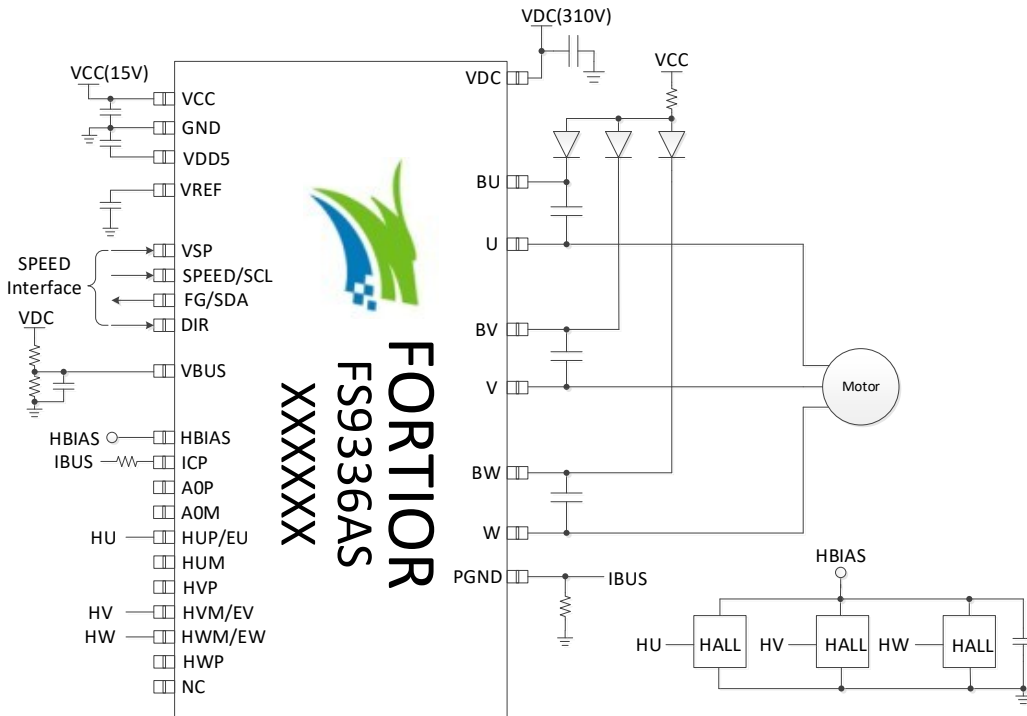 VDC(310V)
VCC(15V)
VCC
GND
VDD5
VREF
SPEED
Interface
VSP
SPEED/SCL
FG/SDA
DIR
VDC
VBUS
HBIAS
HBIAS
IBUS
ICP
A0P
A0M
HU
HUP/EU
HUM
HVP
HV
HVM/EV
HW
HWM/EW
HWP
NC
FORTIOR
FS9336AS
XXXXXX
VDC
VCC
BU
U
BV
V
BW
W
PGND
IBUS
Motor
HBIAS
HU
HALL
HV
HALL
HW
HALL